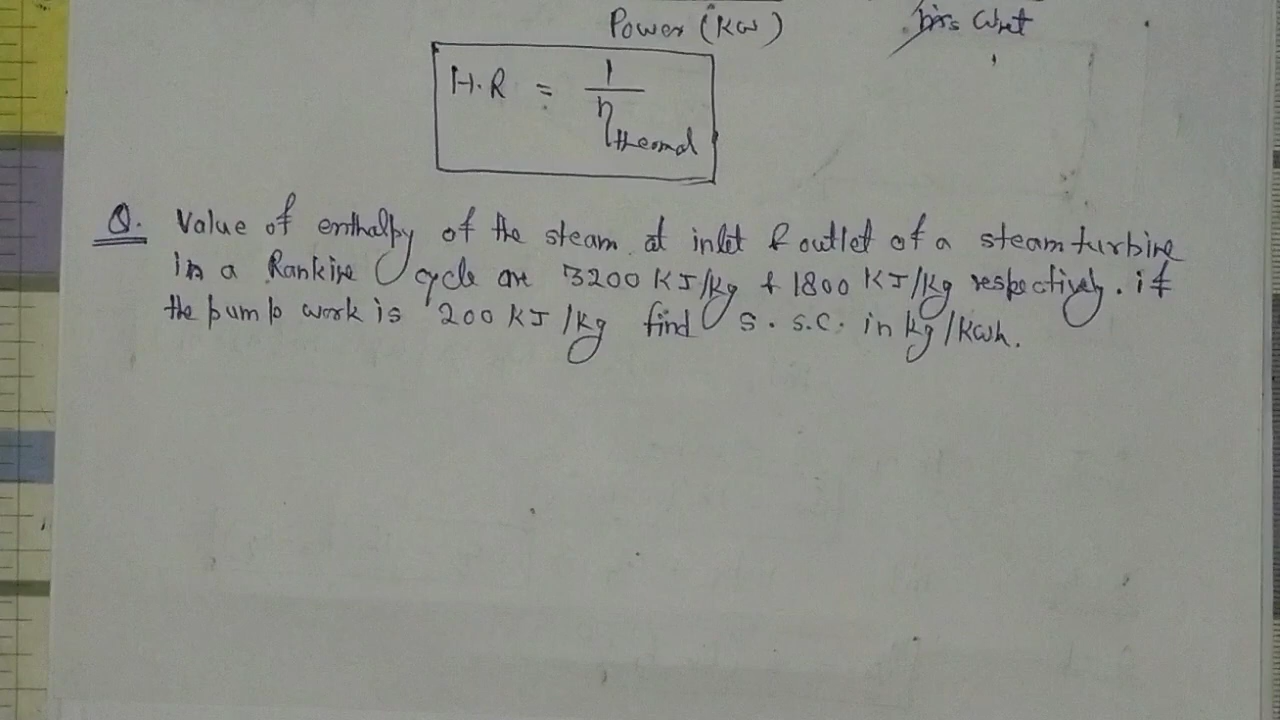 Power (kw)
H.R = 1
η thermal
Q. Value of enthalpy of the steam at inlet & outlet of a steam turbine
in a Rankine cycle are 3200 KJ/kg & 1800 KJ/kg respectively. if
the pump work is 200 KJ/kg find S.S.C. in kg/kwh.